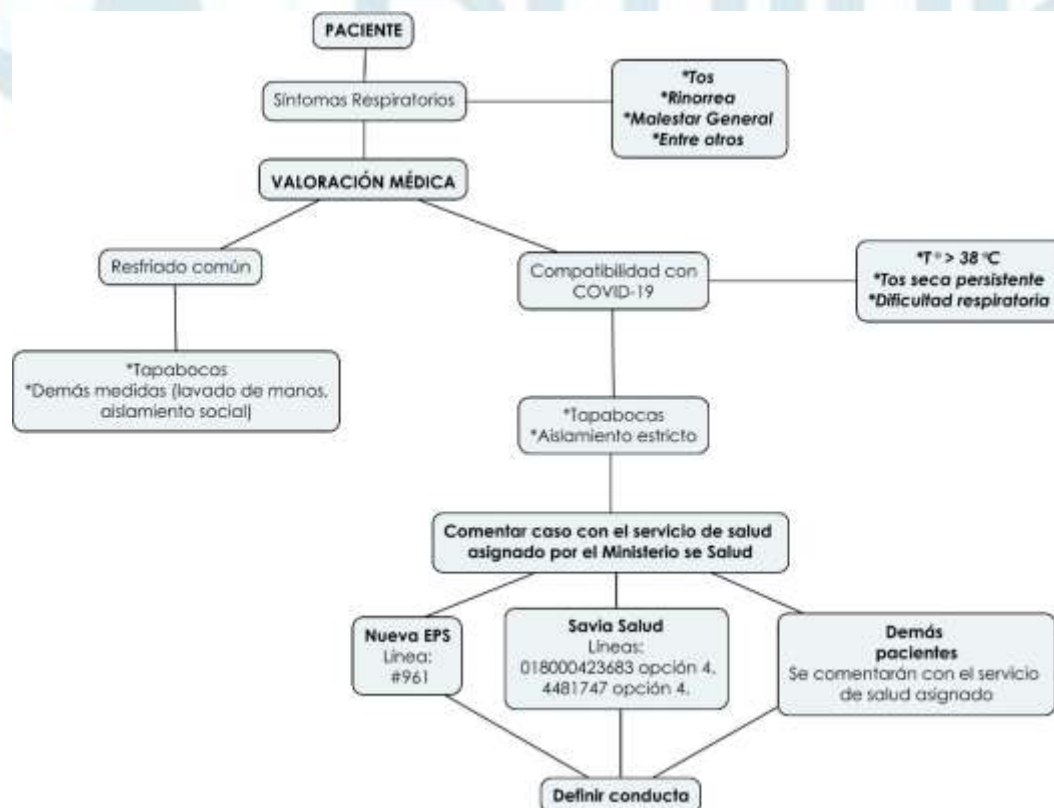 PACIENTE
Síntomas Respiratorios
*Tos
*Rinorrea
*Malestar General
*Entre otros
VALORACIÓN MÉDICA
Resfriado común
Compatibilidad con
COVID-19
*T° > 38 °C
*Tos seca persistente
*Dificultad respiratoria
*Tapabocas
*Demás medidas (lavado de manos,
aislamiento social)
*Tapabocas
*Aislamiento estricto
Comentar caso con el servicio de salud
asignado por el Ministerio se Salud
Nueva EPS
Línea:
#961
Savia Salud
Líneas:
018000423683 opción 4.
4481747 opción 4.
Demás
pacientes
Se comentarán con el servicio
de salud asignado
Definir conducta